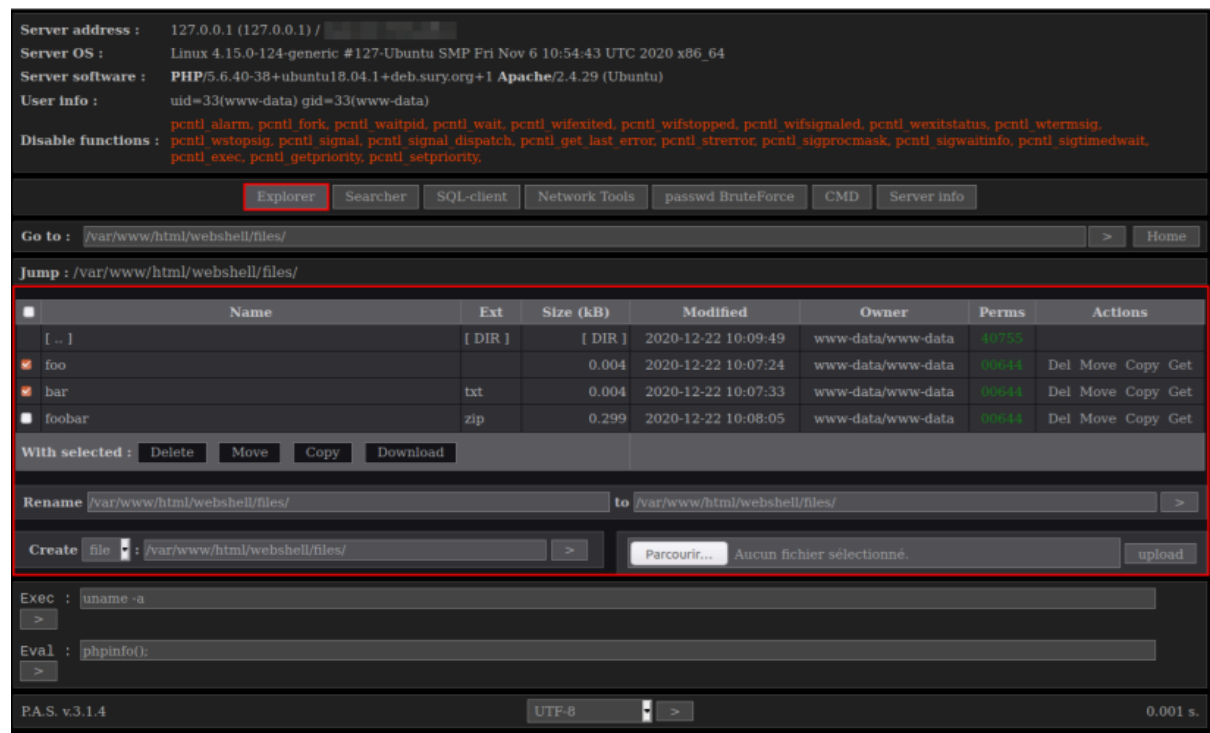 Server address : 127.0.0.1 (127.0.0.1) /
Server OS : Linux 4.15.0-124-generic #127-Ubuntu SMP Fri Nov 6 10:54:43 UTC 2020 x86_64
Server software : PHP/5.6.40-38+ubuntu18.04.1+deb.sury.org+1 Apache/2.4.29 (Ubuntu)
User info : uid=33(www-data) gid=33(www-data)
Disable functions : pcntl_alarm, pcntl_fork, pcntl_waitpid, pcntl_wait, pcntl_wifexited, pcntl_wifstopped, pcntl_wifsignaled, pcntl_wexitstatus, pcntl_wtermsig,
pcntl_wstopsig, pcntl_signal, pcntl_signal_dispatch, pcntl_get_last_error, pcntl_strerror, pcntl_sigprocmask, pcntl_sigwaitinfo, pcntl_sigtimedwait,
pcntl_exec, pcntl_getpriority, pcntl_setpriority,
Explorer Searcher SQL-client Network Tools passwd BruteForce CMD Server info
Go to : /var/www/html/webshell/files/ > Home
Jump : /var/www/html/webshell/files/
Name Ext Size (kB) Modified Owner Perms Actions
[ .. ] [ DIR ] [ DIR ] 2020-12-22 10:09:49 www-data/www-data 40755
foo 0.004 2020-12-22 10:07:24 www-data/www-data 00644 Del Move Copy Get
bar txt 0.004 2020-12-22 10:07:33 www-data/www-data 00644 Del Move Copy Get
foobar zip 0.299 2020-12-22 10:08:05 www-data/www-data 00644 Del Move Copy Get
With selected : Delete Move Copy Download
Rename /var/www/html/webshell/files/ to /var/www/html/webshell/files/ >
Create file : /var/www/html/webshell/files/ > Parcourir... Aucun fichier sélectionné. upload
Exec : uname -a
>
Eval : phpinfo();
>
P.A.S. v.3.1.4 UTF-8 > 0.001 s.